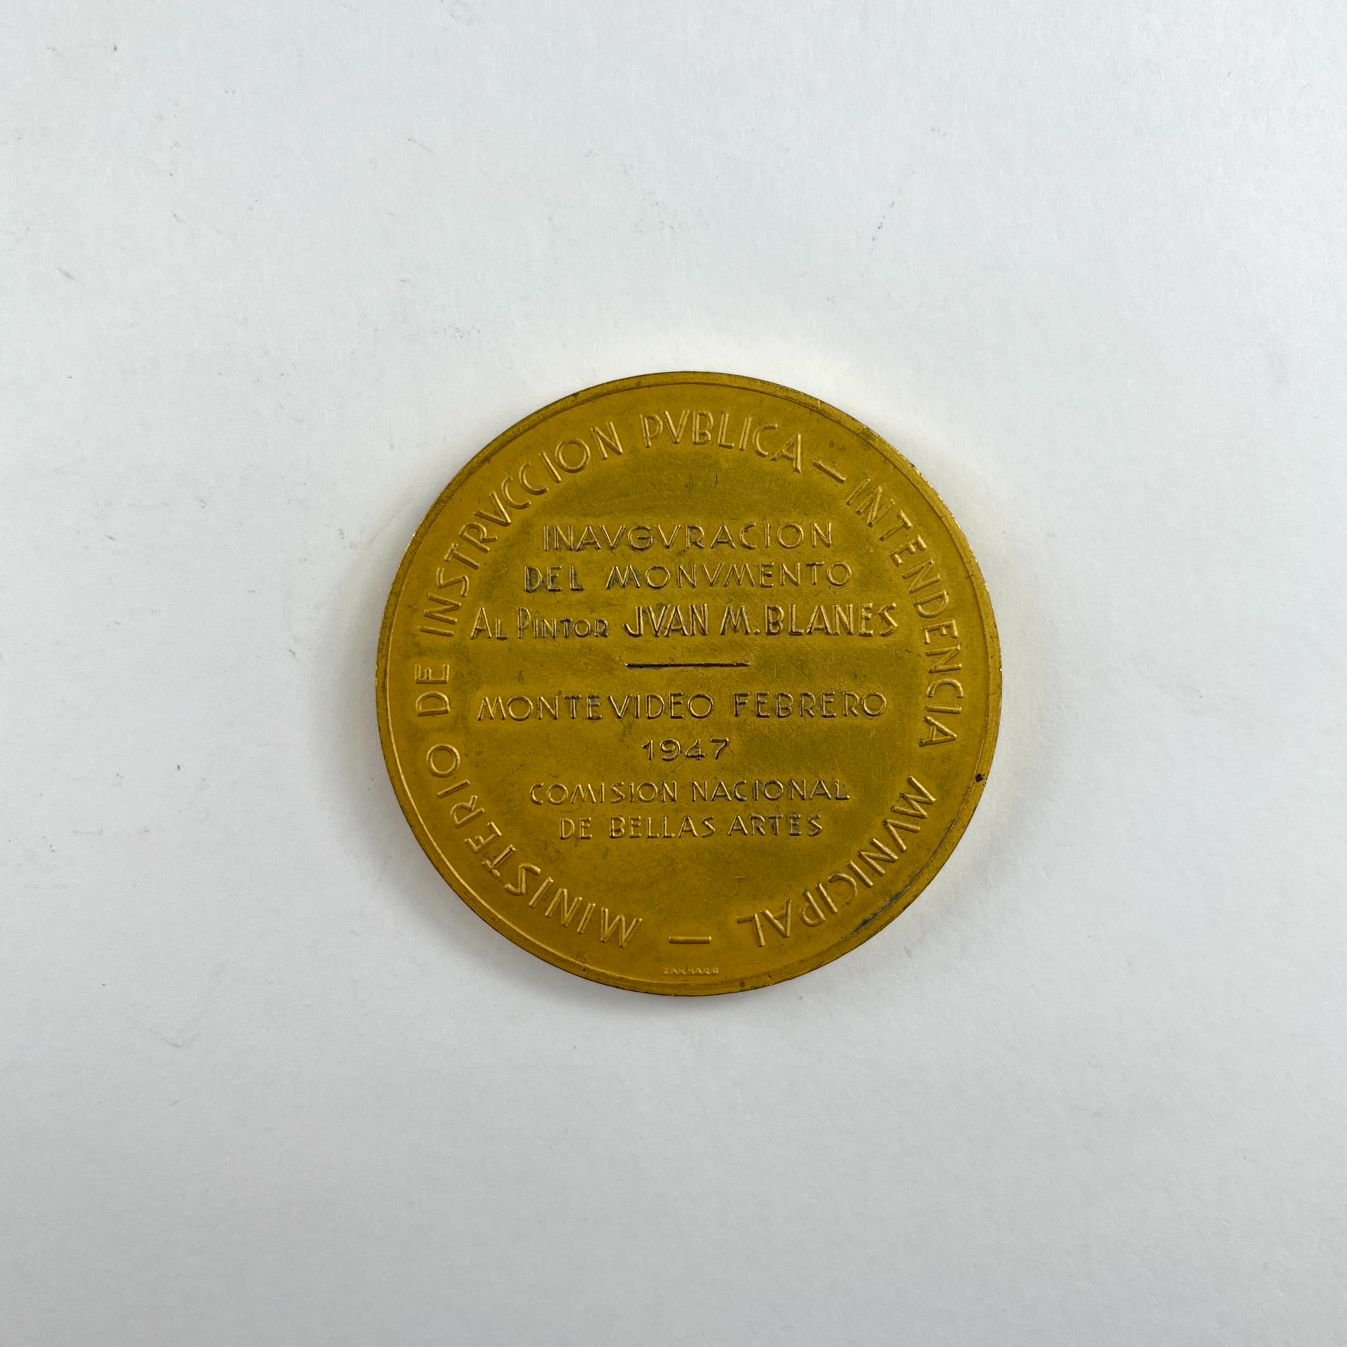 MINISTERIO DE INSTRVCCION PVBLICA — INTENDENCIA MVNICIPAL —
INAVGVRACION
DEL MONVMENTO
AL PINTOR JVAN M. BLANES
MONTEVIDEO FEBRERO
1947
COMISION NACIONAL
DE BELLAS ARTES